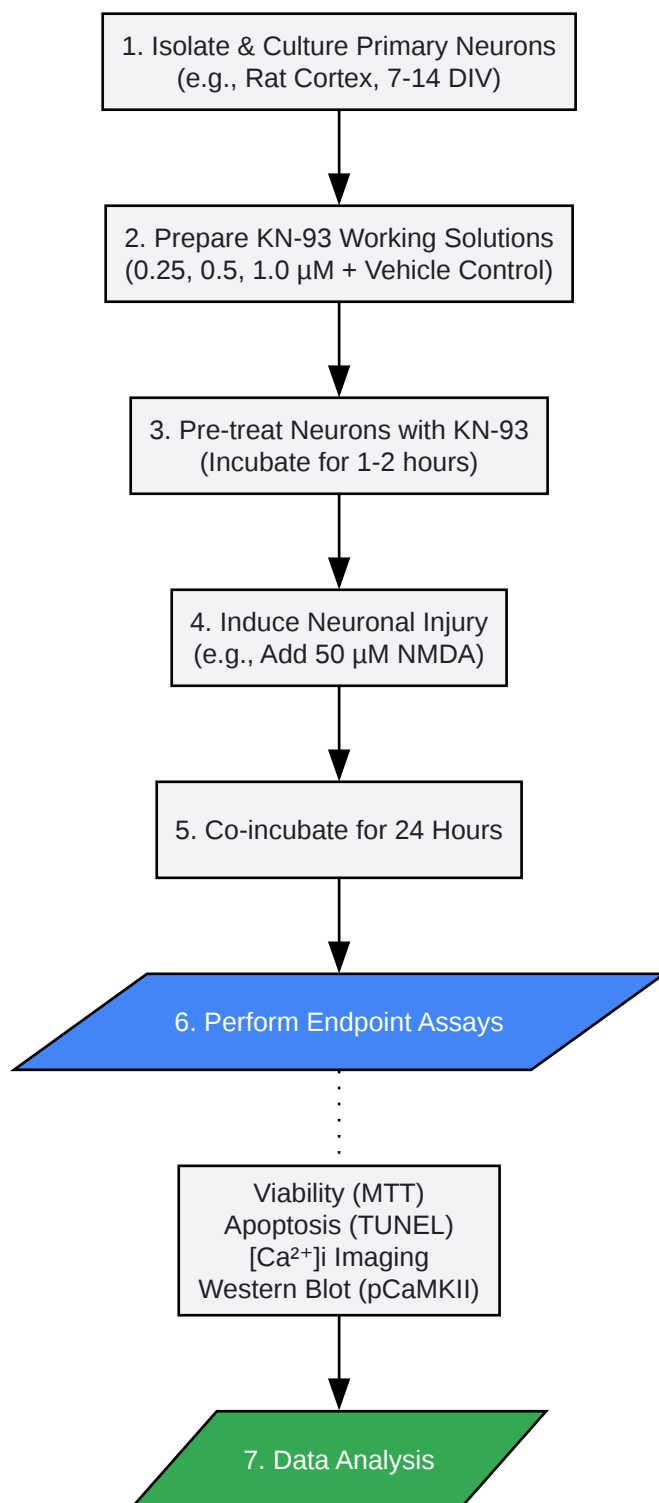 1. Isolate & Culture Primary Neurons
(e.g., Rat Cortex, 7-14 DIV)
2. Prepare KN-93 Working Solutions
(0.25, 0.5, 1.0 µM + Vehicle Control)
3. Pre-treat Neurons with KN-93
(Incubate for 1-2 hours)
4. Induce Neuronal Injury
(e.g., Add 50 µM NMDA)
5. Co-incubate for 24 Hours
6. Perform Endpoint Assays
Viability (MTT)
Apoptosis (TUNEL)
[Ca²⁺]i Imaging
Western Blot (pCaMKII)
7. Data Analysis